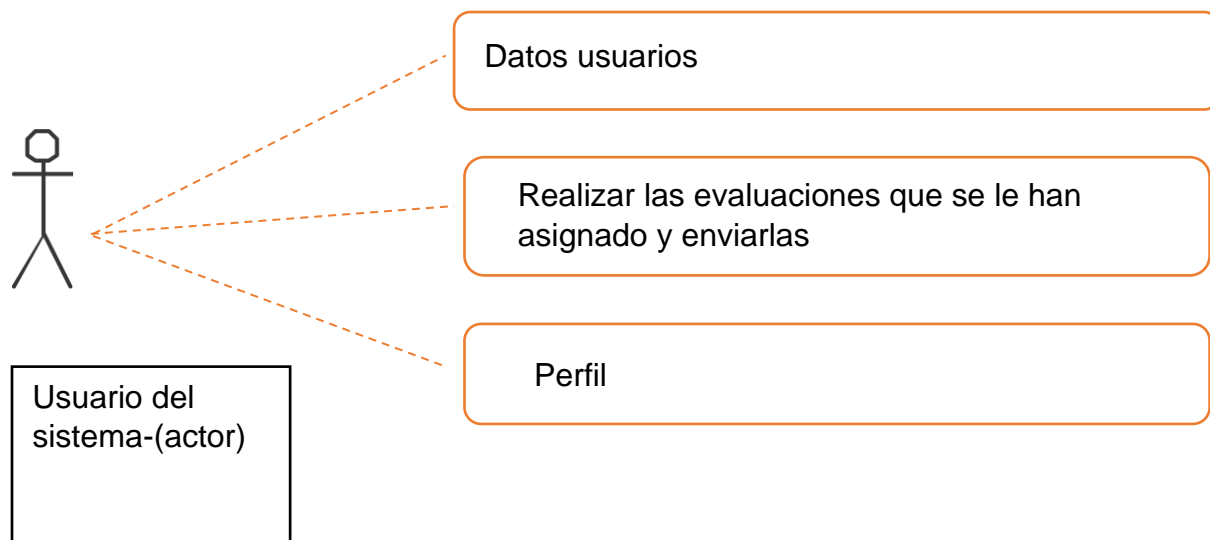 Datos usuarios
Realizar las evaluaciones que se le han
asignado y enviarlas
Perfil
Usuario del
sistema-(actor)